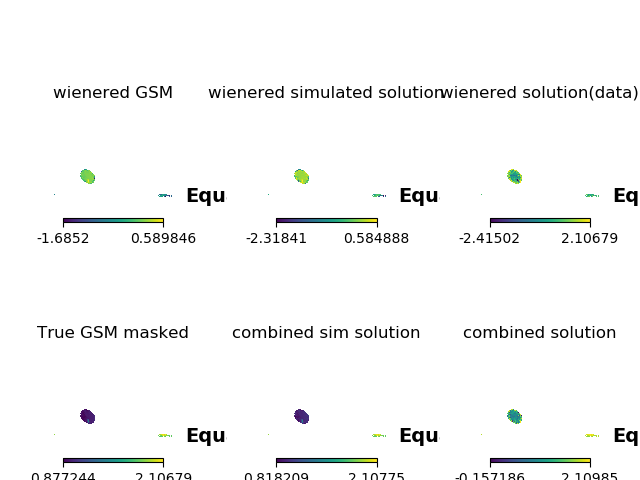 wienered GSM wienered simulated solution wienered solution(data)
Equ Equ Eq
-1.6852 0.589846 -2.31841 0.584888 -2.41502 2.10679
True GSM masked combined sim solution combined solution
Equ Equ Eq
0.877244 2.10679 0.818209 2.10775 -0.157186 2.10985